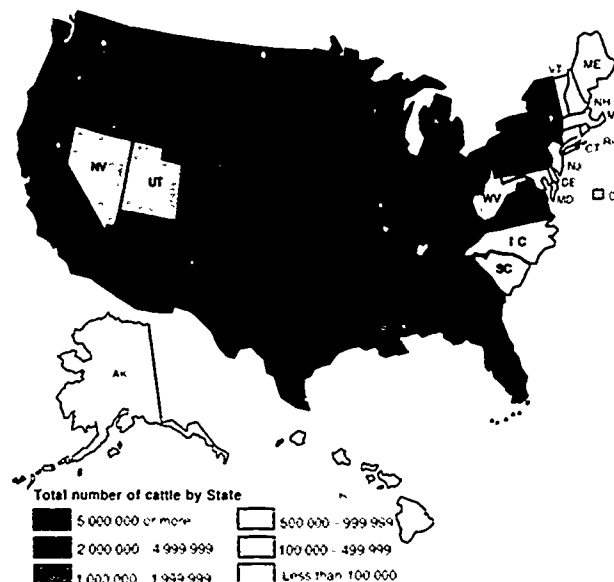 ME
NH
CT
NJ
DE
MD
NV
UT
WV
SC
AK
Total number of cattle by State
5 000 000 or more
500 000 - 999 999
2 000 000 - 4 999 999
100 000 - 499 999
1 000 000 - 1 999 999
Less than 100 000